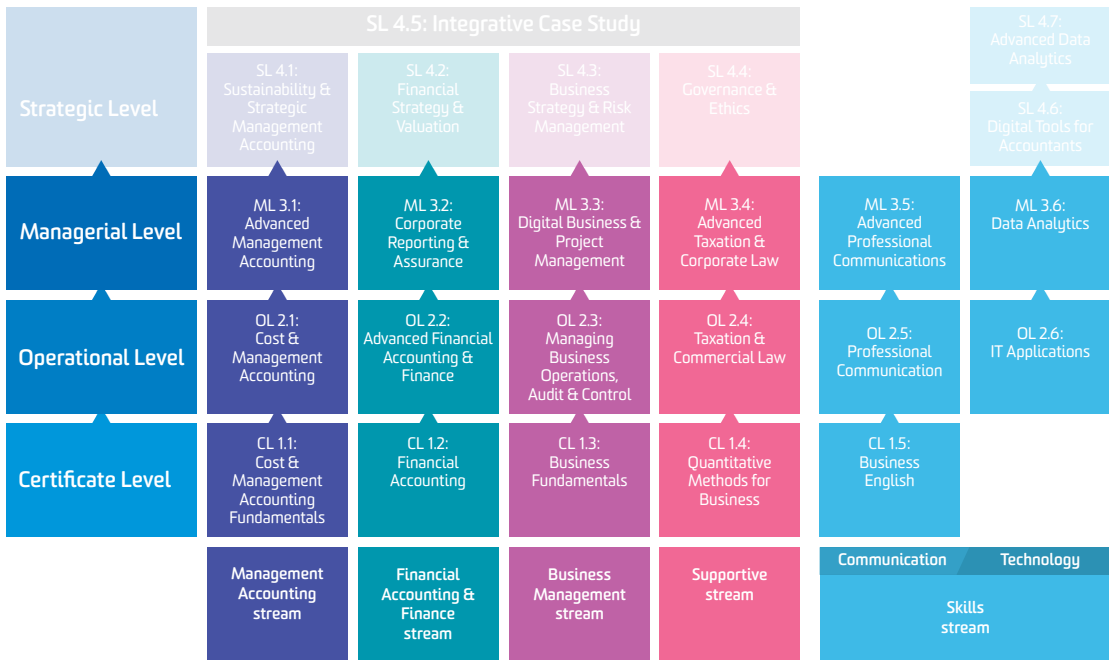 SL 4.5: Integrative Case Study
SL 4.7:
Advanced Data
Analytics
Strategic Level
SL 4.1:
Sustainability &
Strategic
Management
Accounting
SL 4.2:
Financial
Strategy &
Valuation
SL 4.3:
Business
Strategy & Risk
Management
SL 4.4:
Governance &
Ethics
SL 4.6:
Digital Tools for
Accountants
Managerial Level
ML 3.1:
Advanced
Management
Accounting
ML 3.2:
Corporate
Reporting &
Assurance
ML 3.3:
Digital Business &
Project
Management
ML 3.4:
Advanced
Taxation &
Corporate Law
ML 3.5:
Advanced
Professional
Communications
ML 3.6:
Data Analytics
Operational Level
OL 2.1:
Cost &
Management
Accounting
OL 2.2:
Advanced Financial
Accounting &
Finance
OL 2.3:
Managing
Business
Operations,
Audit & Control
OL 2.4:
Taxation &
Commercial Law
OL 2.5:
Professional
Communication
OL 2.6:
IT Applications
Certificate Level
CL 1.1:
Cost &
Management
Accounting
Fundamentals
CL 1.2:
Financial
Accounting
CL 1.3:
Business
Fundamentals
CL 1.4:
Quantitative
Methods for
Business
CL 1.5:
Business
English
Management
Accounting
stream
Financial
Accounting &
Finance
stream
Business
Management
stream
Supportive
stream
Communication
Technology
Skills
stream